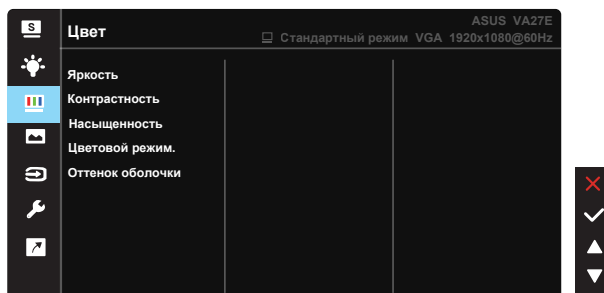 S
Цвет
ASUS VA27E
Стандартный режим VGA 1920x1080@60Hz
Яркость
Контрастность
Насыщенность
Цветовой режим.
Оттенок оболочки